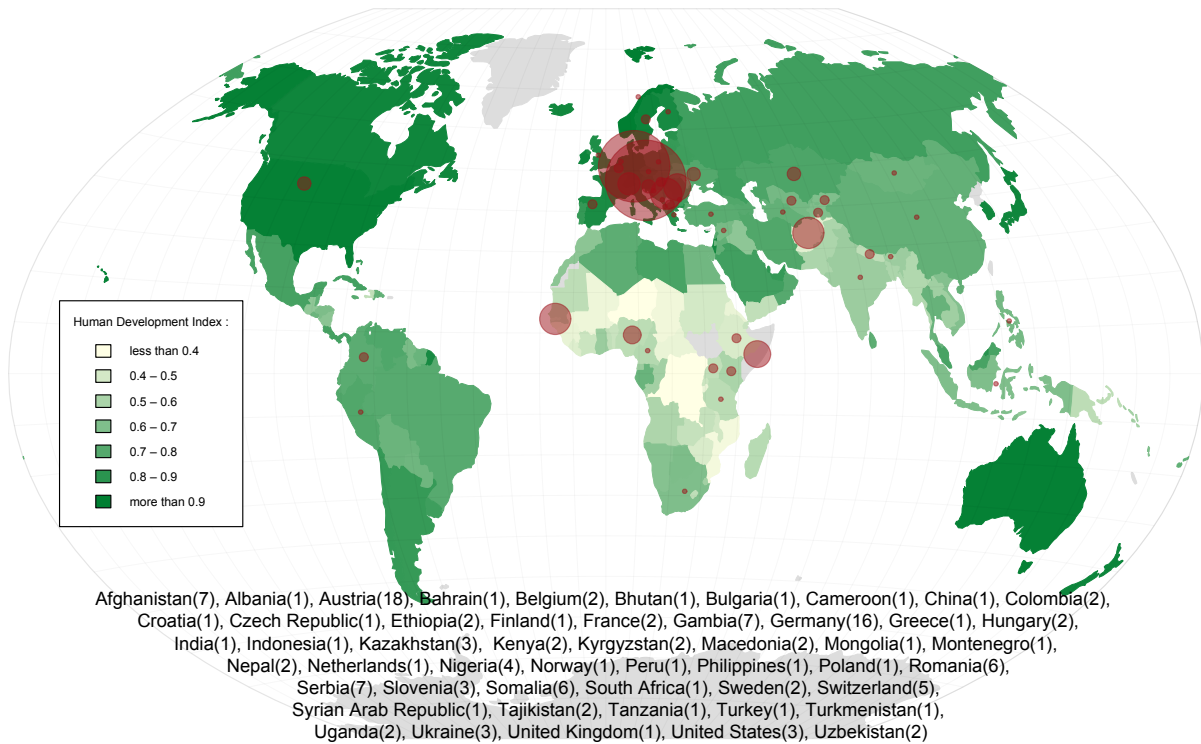 Human Development Index :
less than 0.4
0.4 – 0.5
0.5 – 0.6
0.6 – 0.7
0.7 – 0.8
0.8 – 0.9
more than 0.9
Afghanistan(7), Albania(1), Austria(18), Bahrain(1), Belgium(2), Bhutan(1), Bulgaria(1), Cameroon(1), China(1), Colombia(2),
Croatia(1), Czech Republic(1), Ethiopia(2), Finland(1), France(2), Gambia(7), Germany(16), Greece(1), Hungary(2),
India(1), Indonesia(1), Kazakhstan(3), Kenya(2), Kyrgyzstan(2), Macedonia(2), Mongolia(1), Montenegro(1),
Nepal(2), Netherlands(1), Nigeria(4), Norway(1), Peru(1), Philippines(1), Poland(1), Romania(6),
Serbia(7), Slovenia(3), Somalia(6), South Africa(1), Sweden(2), Switzerland(5),
Syrian Arab Republic(1), Tajikistan(2), Tanzania(1), Turkey(1), Turkmenistan(1),
Uganda(2), Ukraine(3), United Kingdom(1), United States(3), Uzbekistan(2)